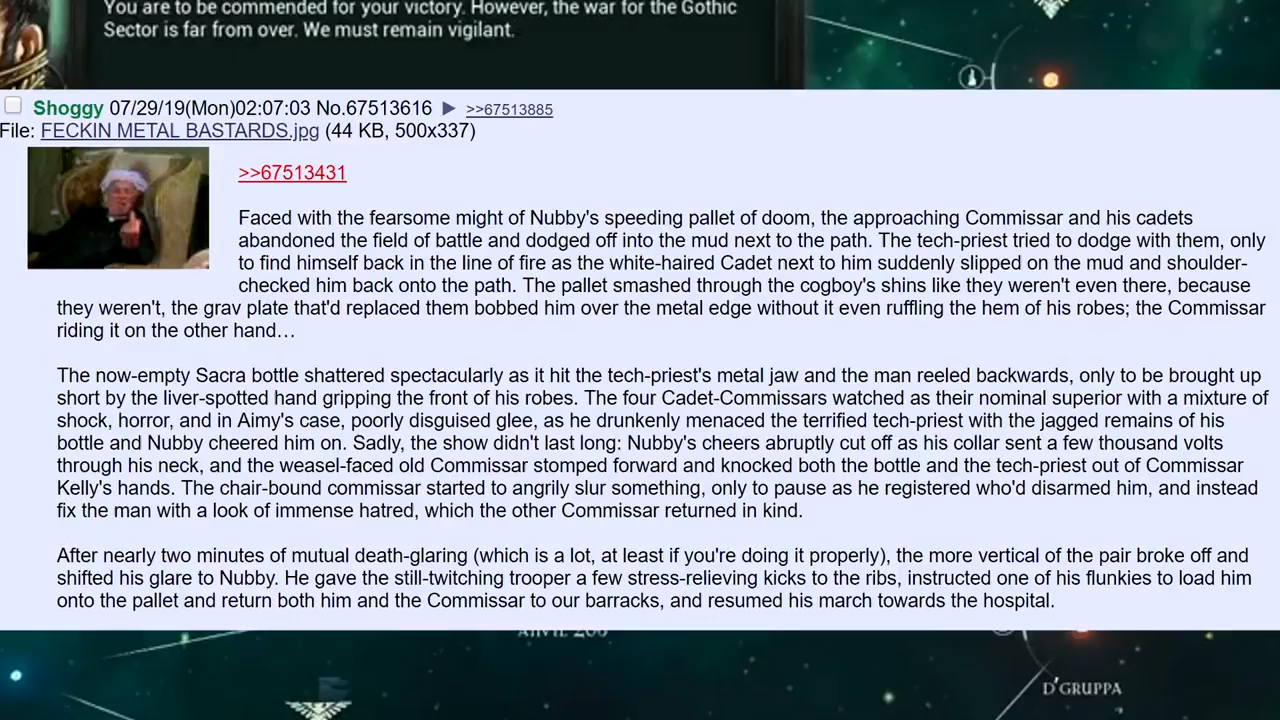 You are to be commended for your victory. However, the war for the Gothic
Sector is far from over. We must remain vigilant.
Shoggy 07/29/19(Mon)02:07:03 No.67513616 ▶ >>67513885
File: FECKIN METAL BASTARDS.jpg (44 KB, 500x337)
>>67513431
Faced with the fearsome might of Nubby's speeding pallet of doom, the approaching Commissar and his cadets
abandoned the field of battle and dodged off into the mud next to the path. The tech-priest tried to dodge with them, only
to find himself back in the line of fire as the white-haired Cadet next to him suddenly slipped on the mud and shoulder-
checked him back onto the path. The pallet smashed through the cogboy's shins like they weren't even there, because
they weren't, the grav plate that'd replaced them bobbed him over the metal edge without it even ruffling the hem of his robes; the Commissar
riding it on the other hand…
The now-empty Sacra bottle shattered spectacularly as it hit the tech-priest's metal jaw and the man reeled backwards, only to be brought up
short by the liver-spotted hand gripping the front of his robes. The four Cadet-Commissars watched as their nominal superior with a mixture of
shock, horror, and in Aimy's case, poorly disguised glee, as he drunkenly menaced the terrified tech-priest with the jagged remains of his
bottle and Nubby cheered him on. Sadly, the show didn't last long: Nubby's cheers abruptly cut off as his collar sent a few thousand volts
through his neck, and the weasel-faced old Commissar stomped forward and knocked both the bottle and the tech-priest out of Commissar
Kelly's hands. The chair-bound commissar started to angrily slur something, only to pause as he registered who'd disarmed him, and instead
fix the man with a look of immense hatred, which the other Commissar returned in kind.
After nearly two minutes of mutual death-glaring (which is a lot, at least if you're doing it properly), the more vertical of the pair broke off and
shifted his glare to Nubby. He gave the still-twitching trooper a few stress-relieving kicks to the ribs, instructed one of his flunkies to load him
onto the pallet and return both him and the Commissar to our barracks, and resumed his march towards the hospital.
D'GRUPPA